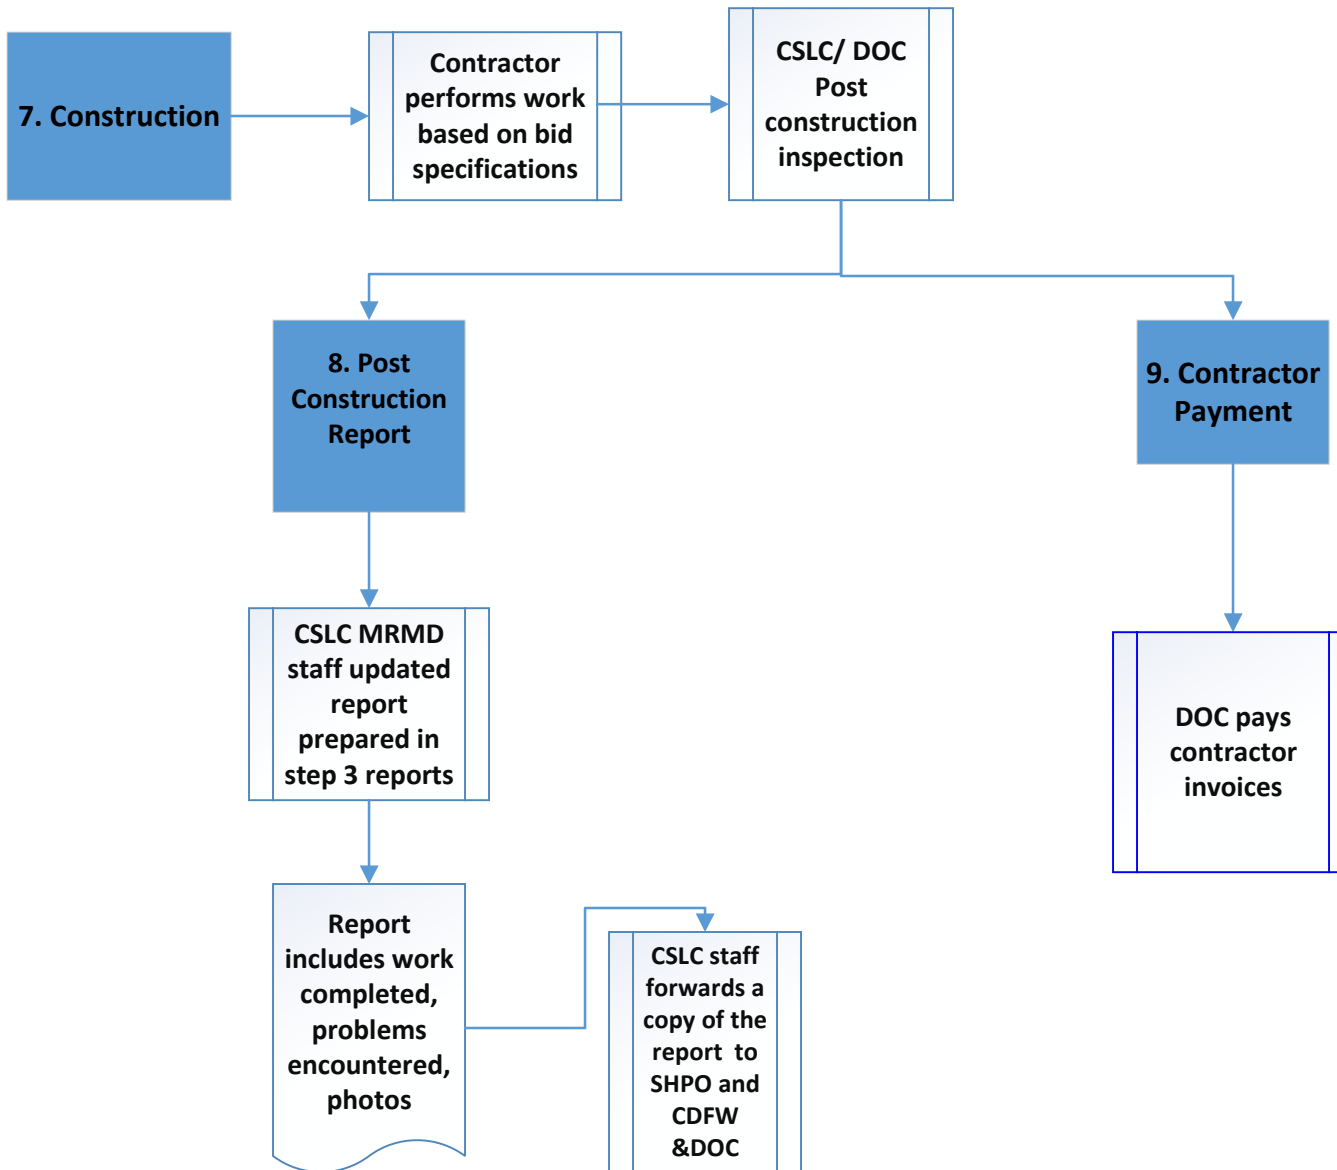 7. Construction
Contractor
performs work
based on bid
specifications
CSLC/ DOC
Post
construction
inspection
8. Post
Construction
Report
9. Contractor
Payment
CSLC MRMD
staff updated
report
prepared in
step 3 reports
DOC pays
contractor
invoices
Report
includes work
completed,
problems
encountered,
photos
CSLC staff
forwards a
copy of the
report to
SHPO and
CDFW
&DOC